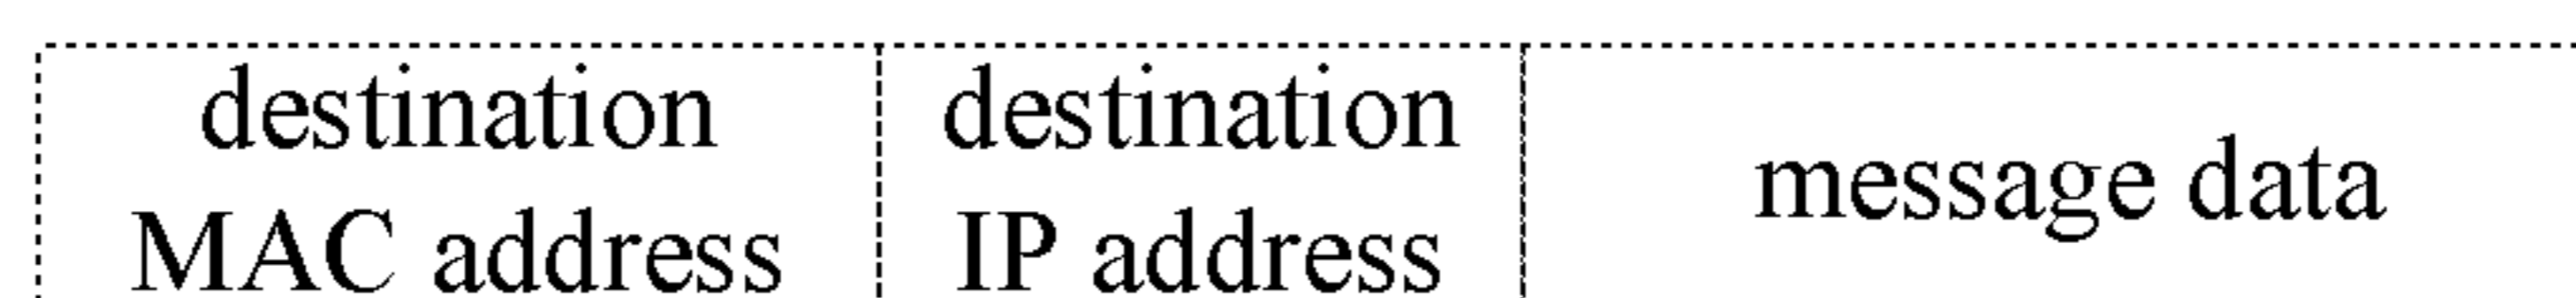 destination
MAC address
destination
IP address
message data